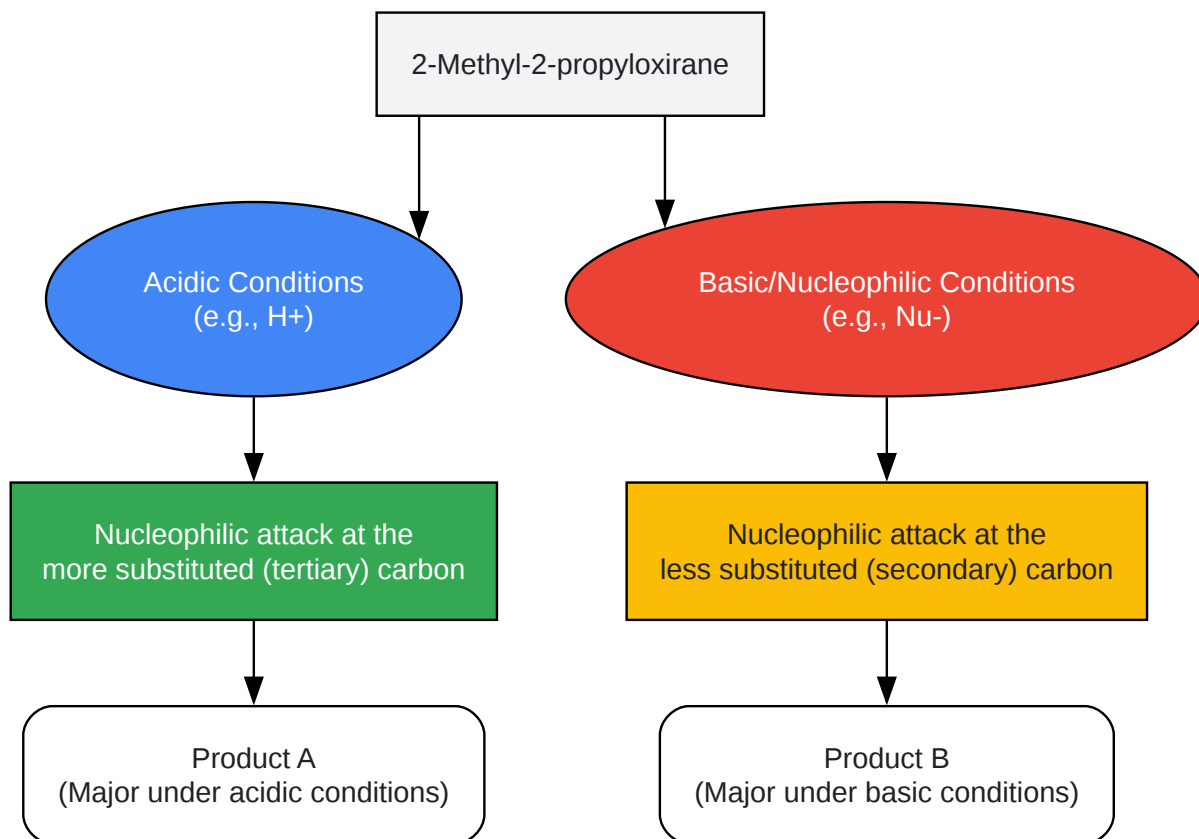 2-Methyl-2-propyloxirane
Acidic Conditions
(e.g., H+)
Basic/Nucleophilic Conditions
(e.g., Nu-)
Nucleophilic attack at the
more substituted (tertiary) carbon
Nucleophilic attack at the
less substituted (secondary) carbon
Product A
(Major under acidic conditions)
Product B
(Major under basic conditions)